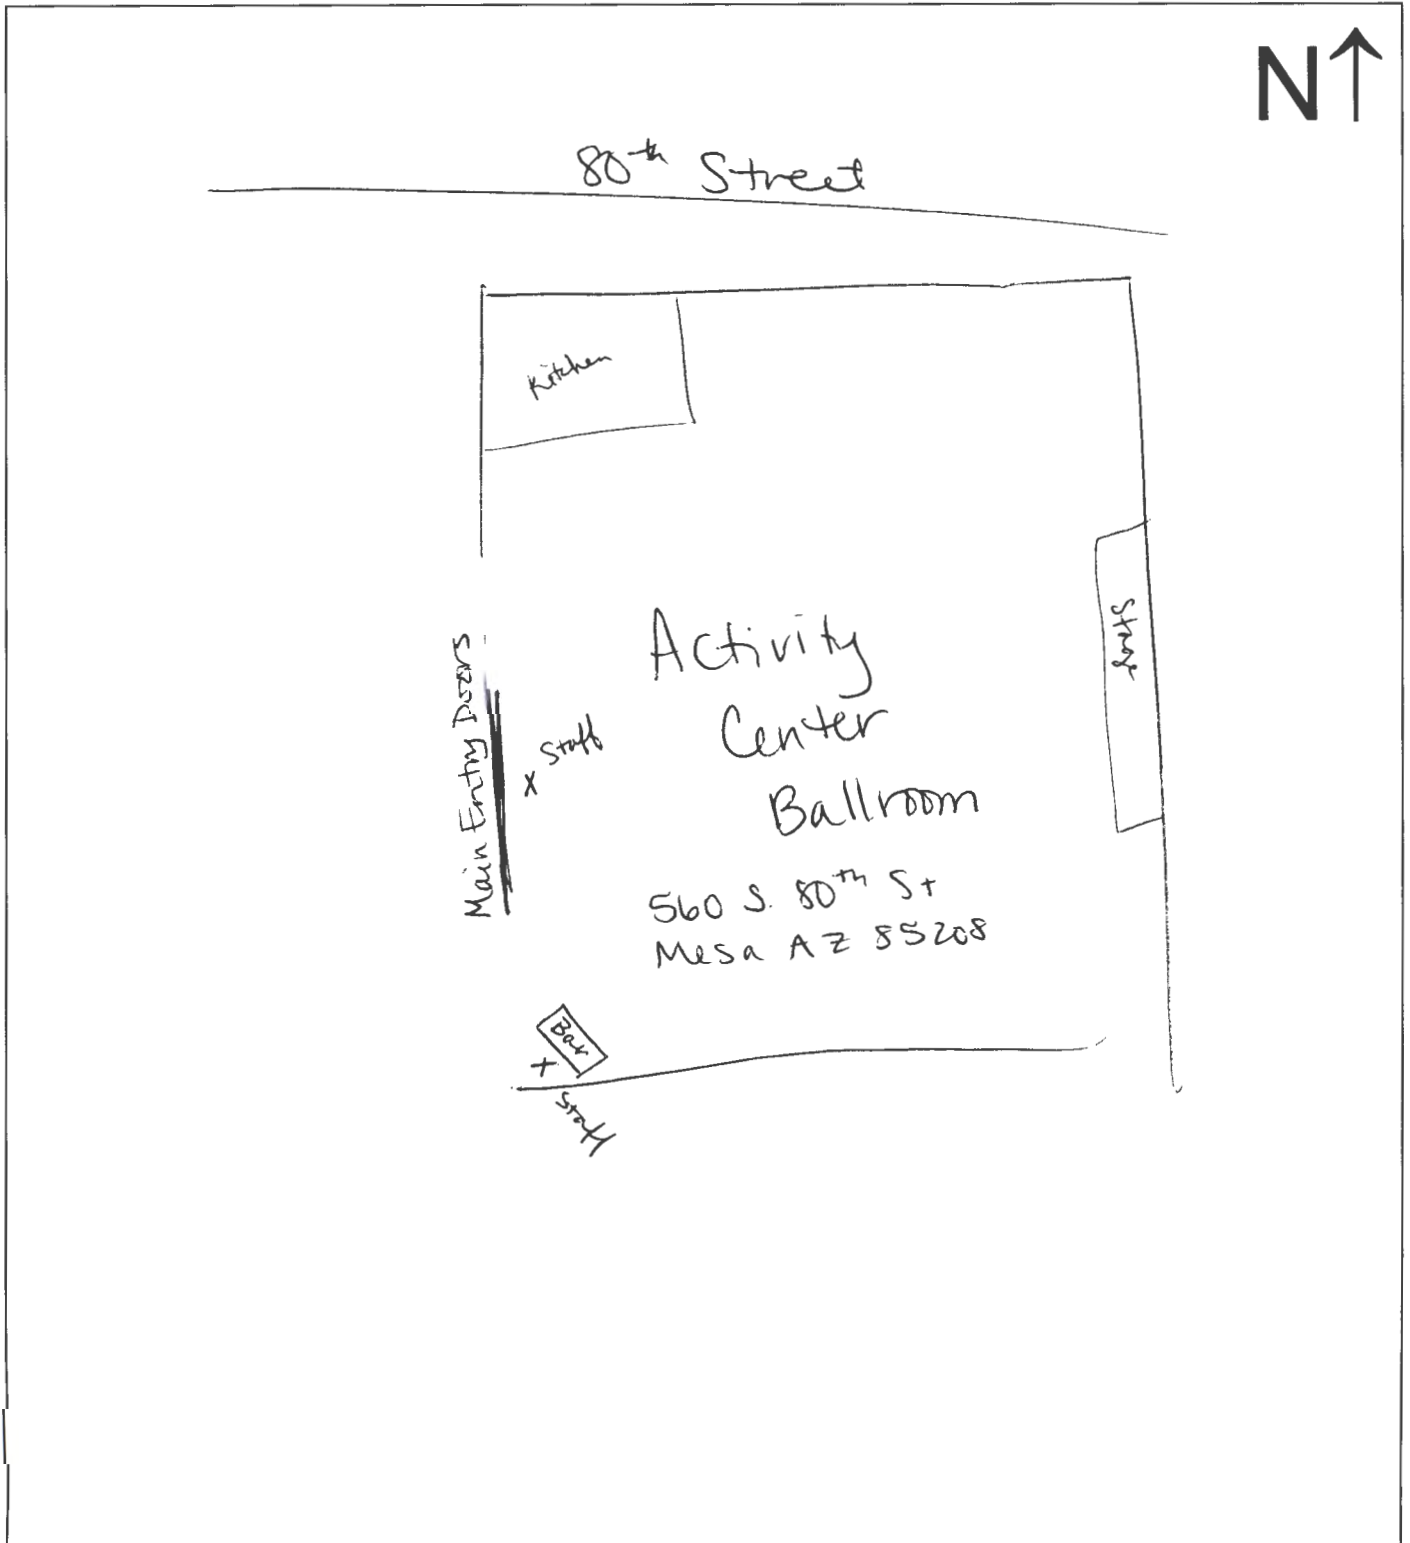 N↑
80th Street
Kitchen
Stage
Main Entry Doors
x Staff
Activity
Center
Ballroom
560 S. 80th St
Mesa AZ 85208
Bar
x
Staff